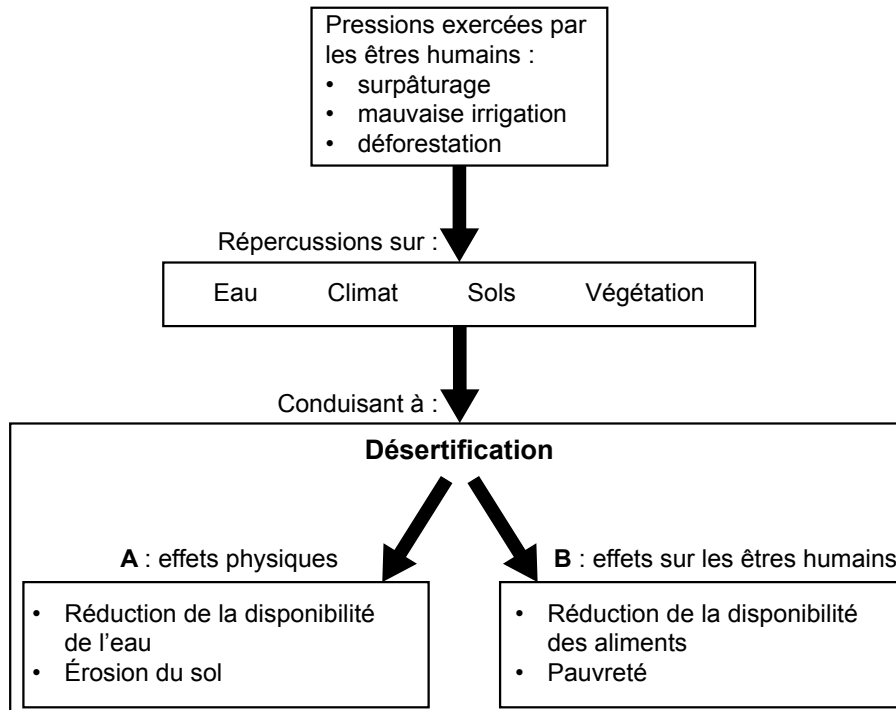 Pressions exercées par
les êtres humains :
• surpâturage
• mauvaise irrigation
• déforestation
Répercussions sur :
Eau Climat Sols Végétation
Conduisant à :
Désertification
A : effets physiques
• Réduction de la disponibilité
de l'eau
• Érosion du sol
B : effets sur les êtres humains
• Réduction de la disponibilité
des aliments
• Pauvreté